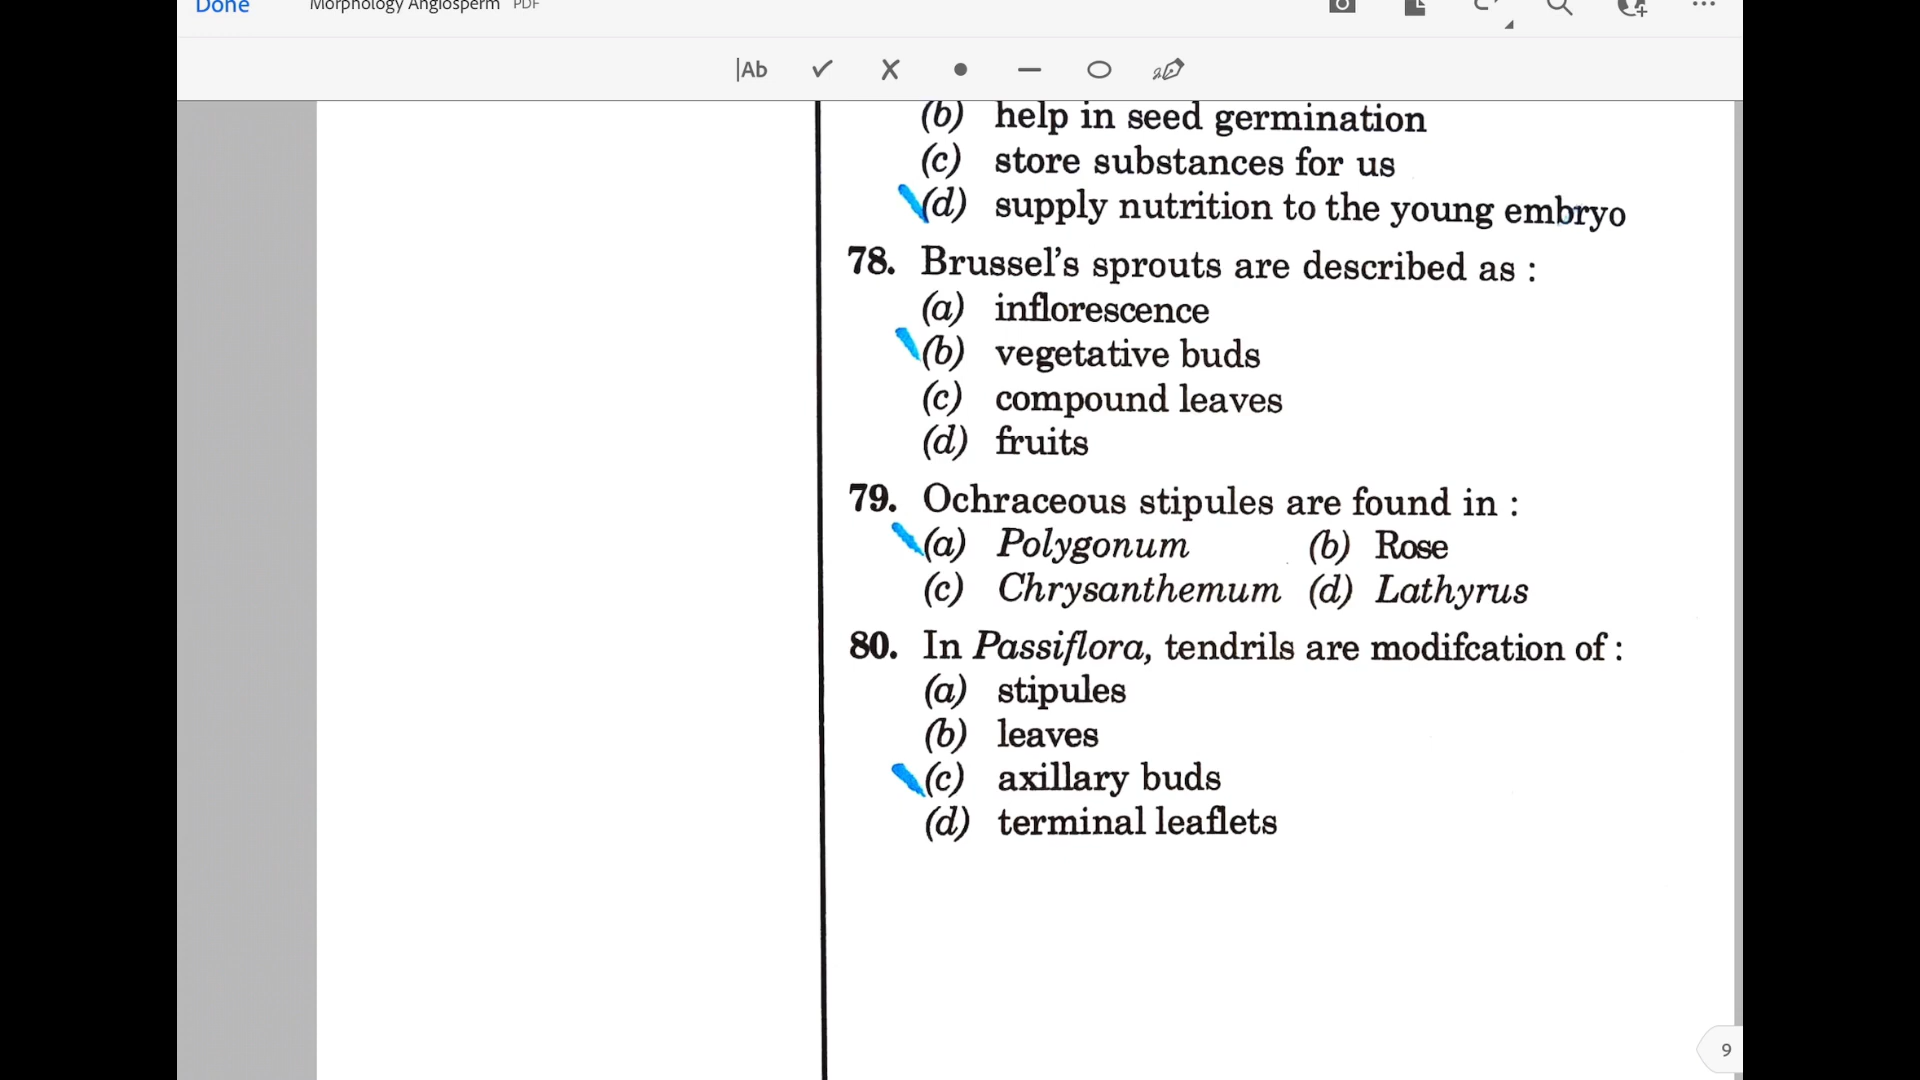 Done Morphology Angiosperm PDF
|Ab
(b) help in seed germination
(c) store substances for us
(d) supply nutrition to the young embryo
78. Brussel's sprouts are described as :
(a) inflorescence
(b) vegetative buds
(c) compound leaves
(d) fruits
79. Ochraceous stipules are found in :
(a) Polygonum (b) Rose
(c) Chrysanthemum (d) Lathyrus
80. In Passiflora, tendrils are modifcation of :
(a) stipules
(b) leaves
(c) axillary buds
(d) terminal leaflets
9